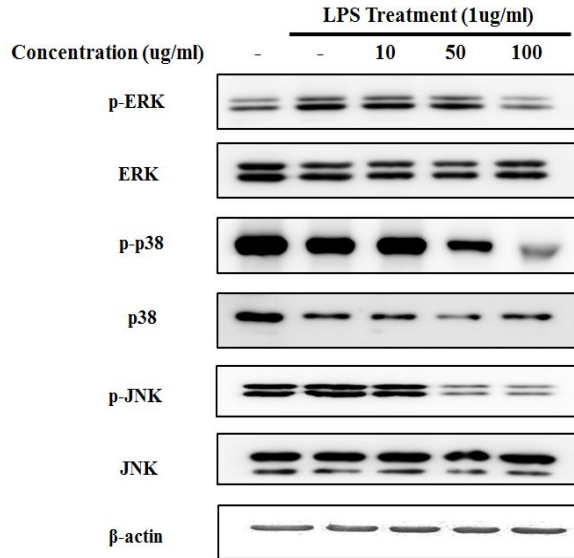 LPS Treatment (1ug/ml)
Concentration (ug/ml) - - 10 50 100
p-ERK
ERK
p-p38
p38
p-JNK
JNK
β-actin